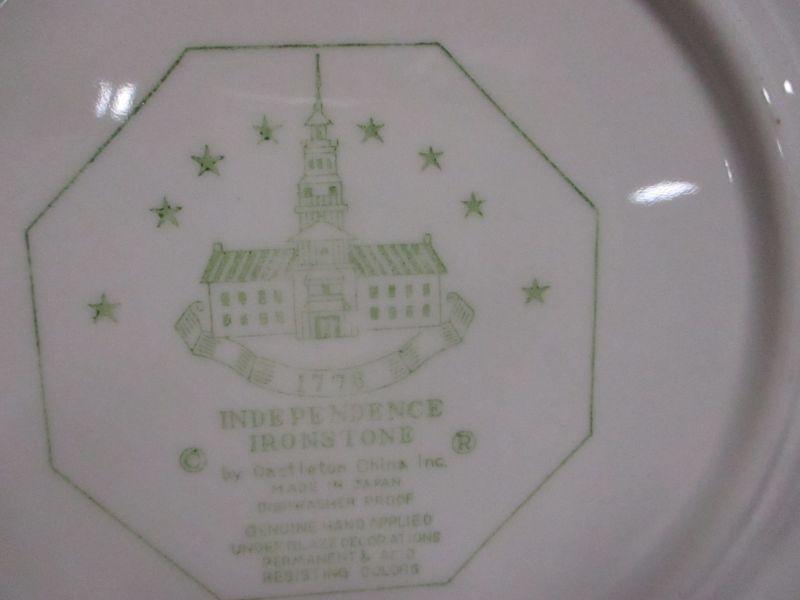 1776
INDEPENDENCE
IRONSTONE
© ®
by Castleton China Inc.
MADE IN JAPAN
DISHWASHER PROOF
GENUINE HAND APPLIED
UNDERGLAZE DECORATIONS
PERMANENT & ACID
RESISTING COLORS